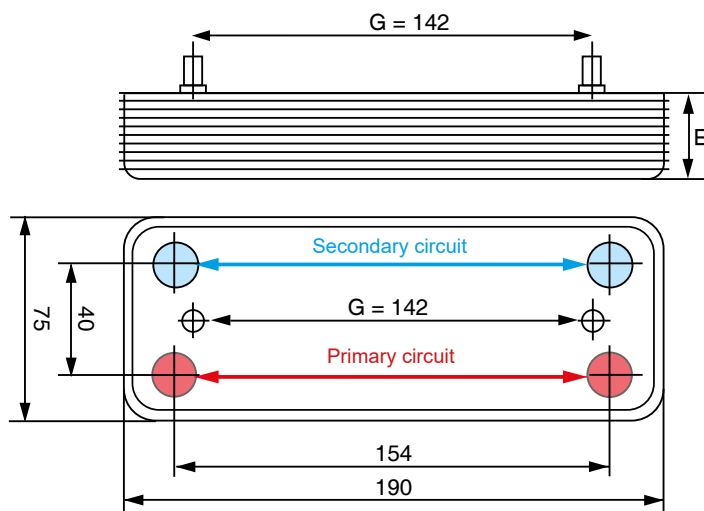 G = 142
E
Secondary circuit
G = 142
75
40
Primary circuit
154
190